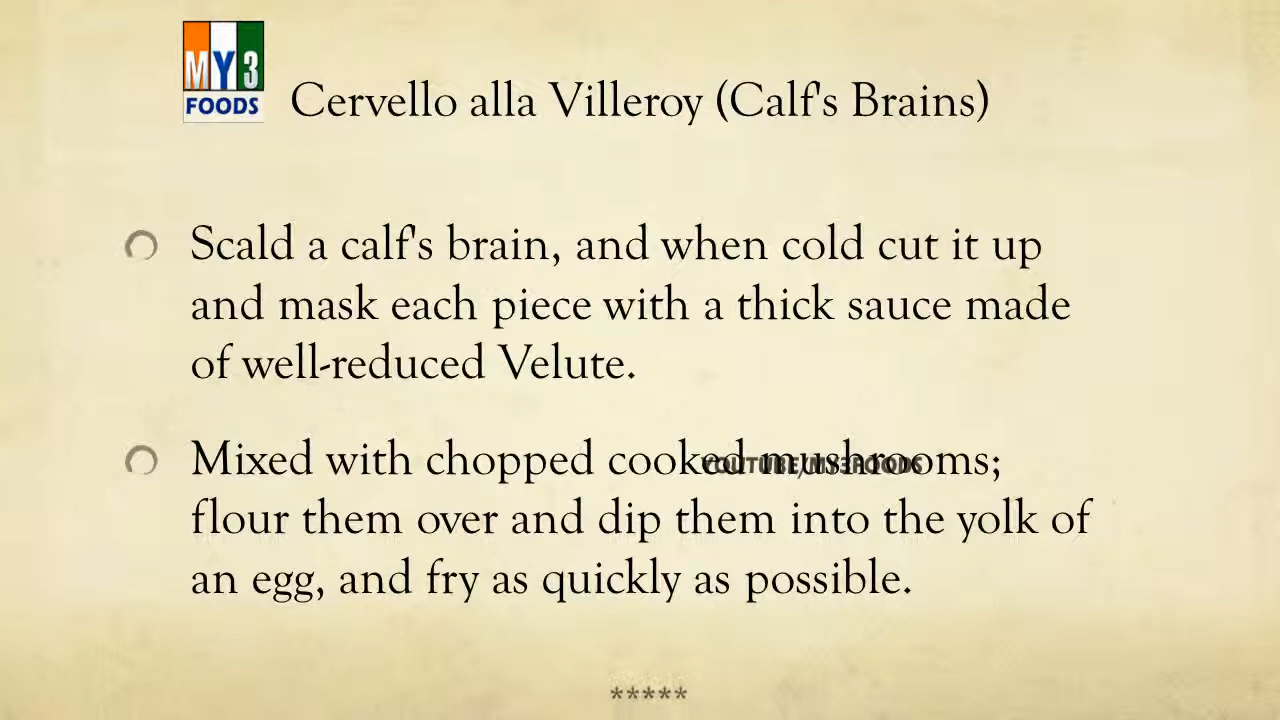 MY3
FOODS
Cervello alla Villeroy (Calf's Brains)
Scald a calf's brain, and when cold cut it up
and mask each piece with a thick sauce made
of well-reduced Velute.
Mixed with chopped cooked mushrooms;
YOUTUBE/MY3FOODS
flour them over and dip them into the yolk of
an egg, and fry as quickly as possible.
*****